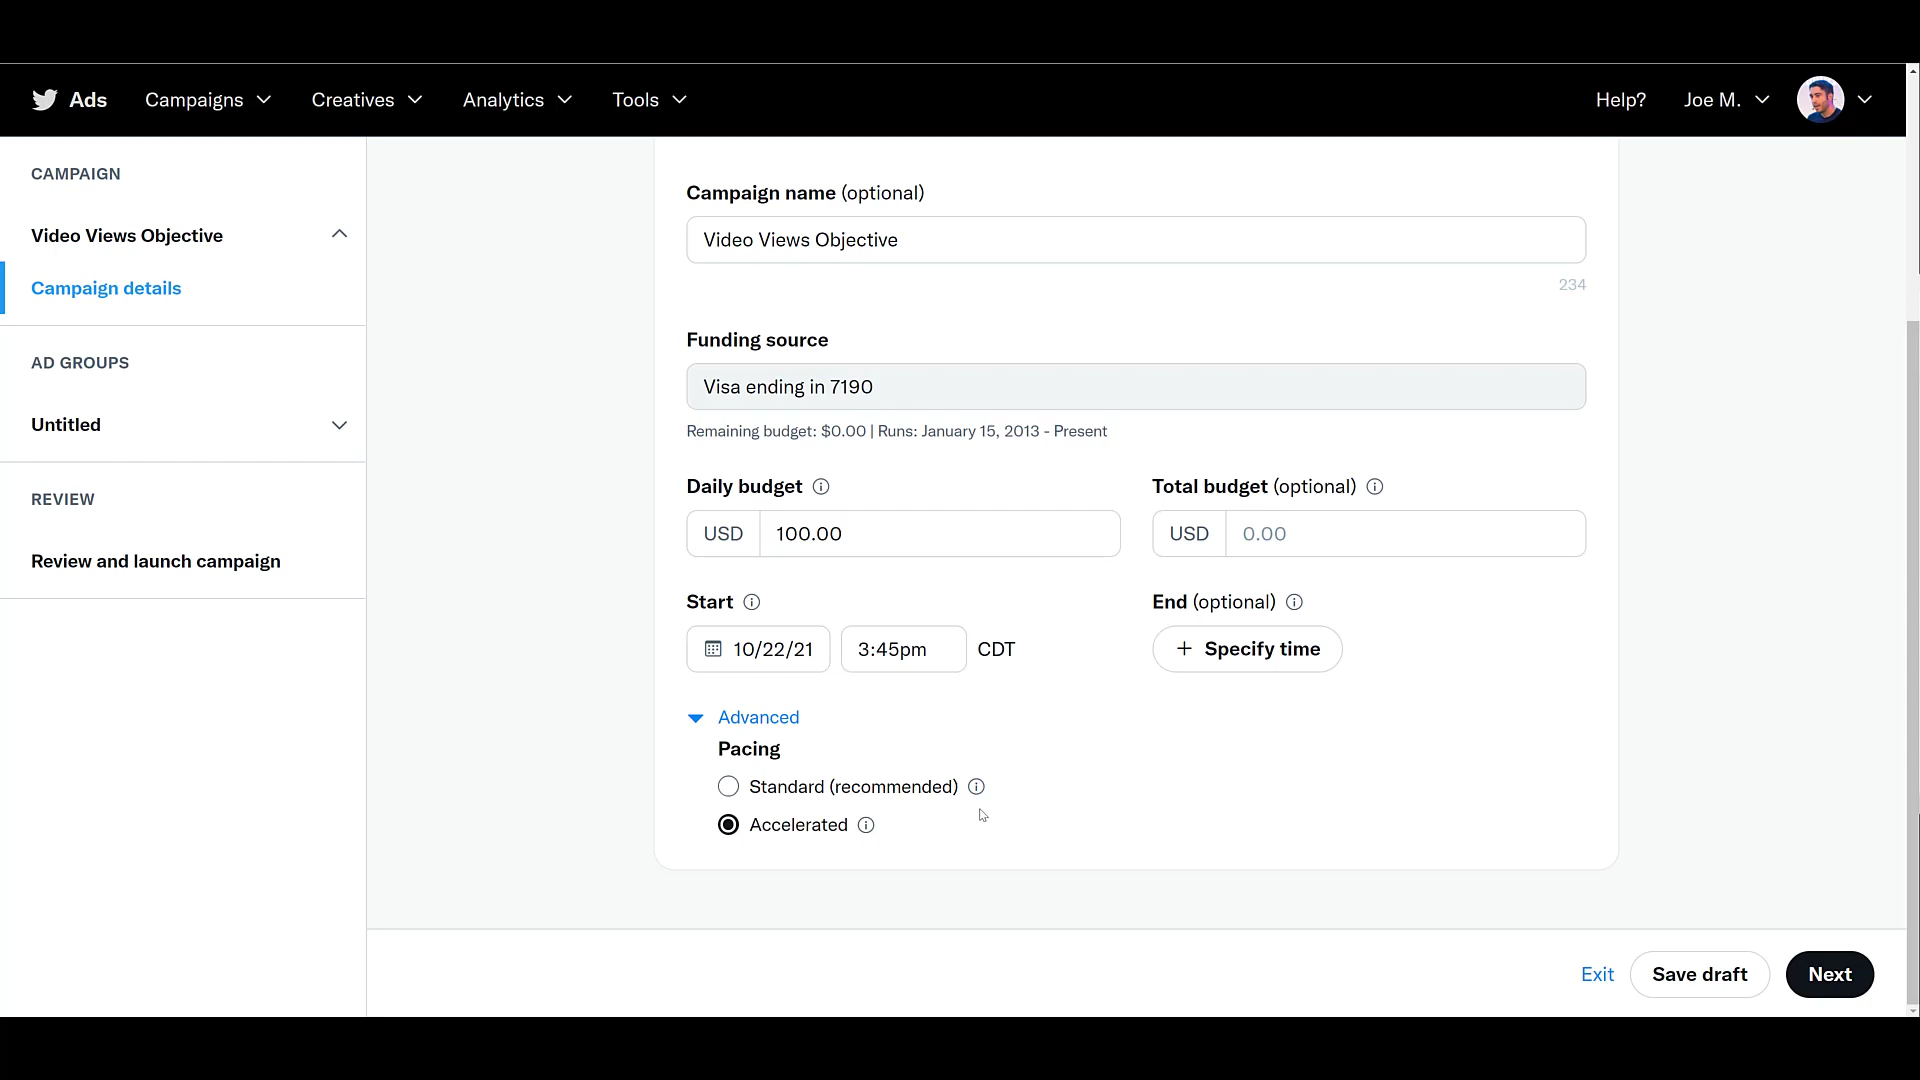 Ads Campaigns Creatives Analytics Tools Help? Joe M.
CAMPAIGN
Video Views Objective
Campaign details
AD GROUPS
Untitled
REVIEW
Review and launch campaign
Campaign name (optional)
Video Views Objective
234
Funding source
Visa ending in 7190
Remaining budget: $0.00 | Runs: January 15, 2013 - Present
Daily budget Total budget (optional)
USD 100.00 USD 0.00
Start End (optional)
10/22/21 3:45pm CDT + Specify time
Advanced
Pacing
Standard (recommended)
Accelerated
Exit Save draft Next